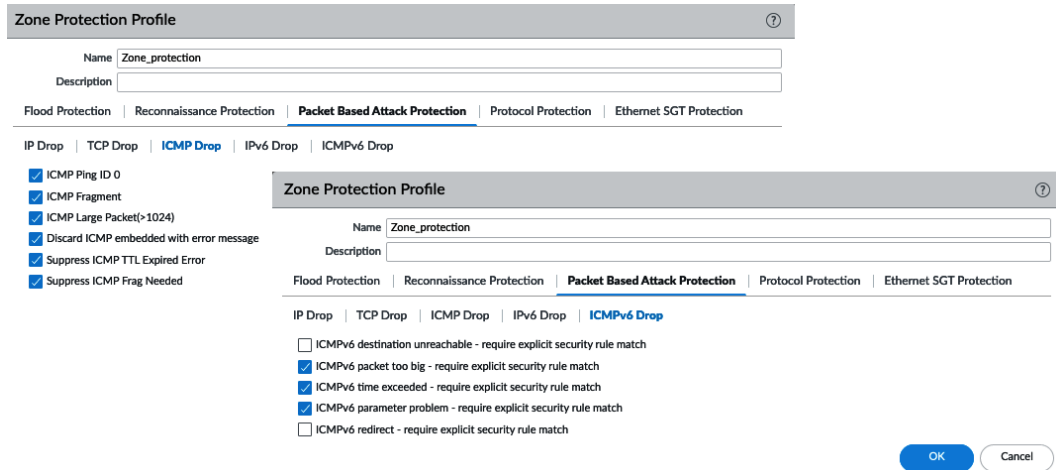 Zone Protection Profile
Name Zone_protection
Description
Flood Protection | Reconnaissance Protection | Packet Based Attack Protection | Protocol Protection | Ethernet SGT Protection
IP Drop | TCP Drop | ICMP Drop | IPv6 Drop | ICMPv6 Drop
ICMP Ping ID 0
ICMP Fragment
ICMP Large Packet(>1024)
Discard ICMP embedded with error message
Suppress ICMP TTL Expired Error
Suppress ICMP Frag Needed
Zone Protection Profile
Name Zone_protection
Description
Flood Protection | Reconnaissance Protection | Packet Based Attack Protection | Protocol Protection | Ethernet SGT Protection
IP Drop | TCP Drop | ICMP Drop | IPv6 Drop | ICMPv6 Drop
ICMPv6 destination unreachable - require explicit security rule match
ICMPv6 packet too big - require explicit security rule match
ICMPv6 time exceeded - require explicit security rule match
ICMPv6 parameter problem - require explicit security rule match
ICMPv6 redirect - require explicit security rule match
OK Cancel